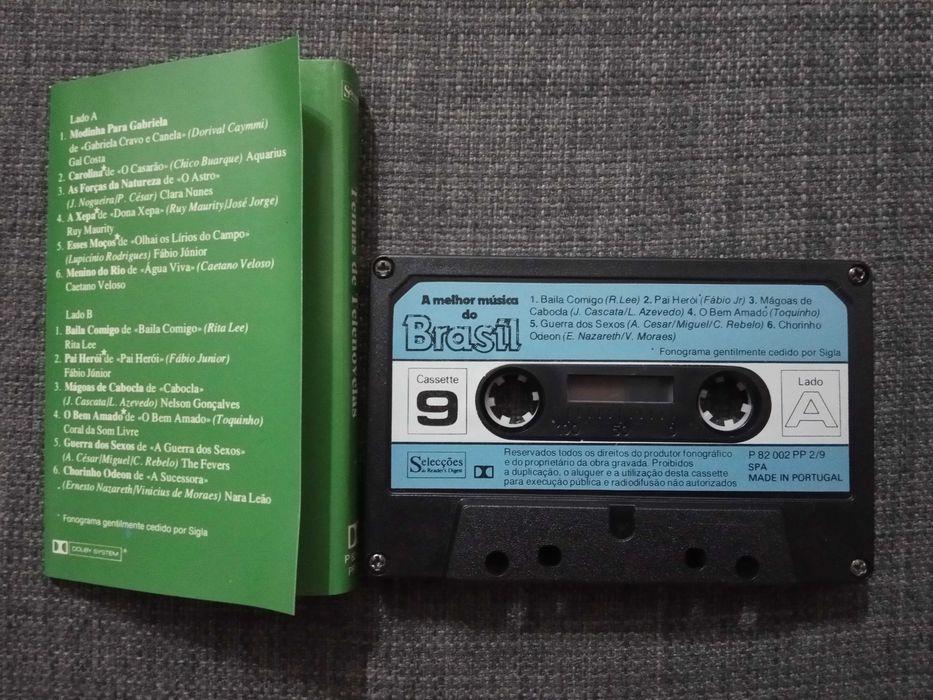 Lado A
1. Modinha Para Gabriela
de «Gabriela Cravo e Canela» (Dorival Caymmi)
Gal Costa
2. Carolina* de «O Casarão» (Chico Buarque) Aquarius
3. As Forças da Natureza de «O Astro»
(J. Nogueira/P. César) Clara Nunes
4. A Xepa* de «Dona Xepa» (Ruy Maurity/José Jorge)
Ruy Maurity
5. Esses Moços* de «Olhai os Lírios do Campo»
(Lupicínio Rodrigues) Fábio Júnior
6. Menino do Rio de «Água Viva» (Caetano Veloso)
Caetano Veloso
Lado B
1. Baila Comigo de «Baila Comigo» (Rita Lee)
Rita Lee
2. Pai Herói* de «Pai Herói» (Fábio Junior)
Fábio Júnior
3. Mágoas de Cabocla de «Cabocla»
(J. Cascata/L. Azevedo) Nelson Gonçalves
4. O Bem Amado* de «O Bem Amado» (Toquinho)
Coral da Som Livre
5. Guerra dos Sexos de «A Guerra dos Sexos»
(A. César/Miguel/C. Rebelo) The Fevers
6. Chorinho Odeon de «A Sucessora»
(Ernesto Nazareth/Vinicius de Moraes) Nara Leão
* Fonograma gentilmente cedido por Sigla
DOLBY SYSTEM
Temas de Telenovelas
A melhor música
do
Brasil
1. Baila Comigo (R.Lee) 2. Pai Herói* (Fábio Jr) 3. Mágoas de
Cabocla (J. Cascata/L. Azevedo) 4. O Bem Amado* (Toquinho)
5. Guerra dos Sexos (A. Cesar/Miguel/C. Rebelo) 6. Chorinho
Odeon (E. Nazareth/V. Moraes)
* Fonograma gentilmente cedido por Sigla
Cassette
9
100 50 0
Lado
A
Selecções
do Reader's Digest
Reservados todos os direitos do produtor fonográfico
e do proprietário da obra gravada. Proibidos
a duplicação, o aluguer e a utilização desta cassette
para execução pública e radiodifusão não autorizados
P 82 002 PP 2/9
SPA
MADE IN PORTUGAL